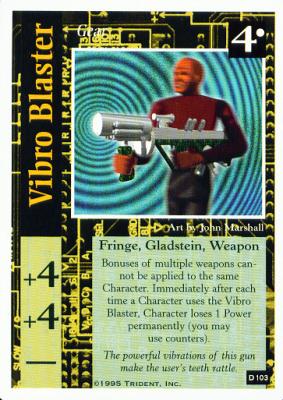 Vibro Blaster
Gear
4•
Art by John Marshall
Fringe, Gladstein, Weapon
+4
+4
—
Bonuses of multiple weapons can-
not be applied to the same
Character. Immediately after each
time a Character uses the Vibro
Blaster, Character loses 1 Power
permanently (you may
use counters).
The powerful vibrations of this gun
make the user's teeth rattle.
D 103
©1995 TRIDENT, INC.